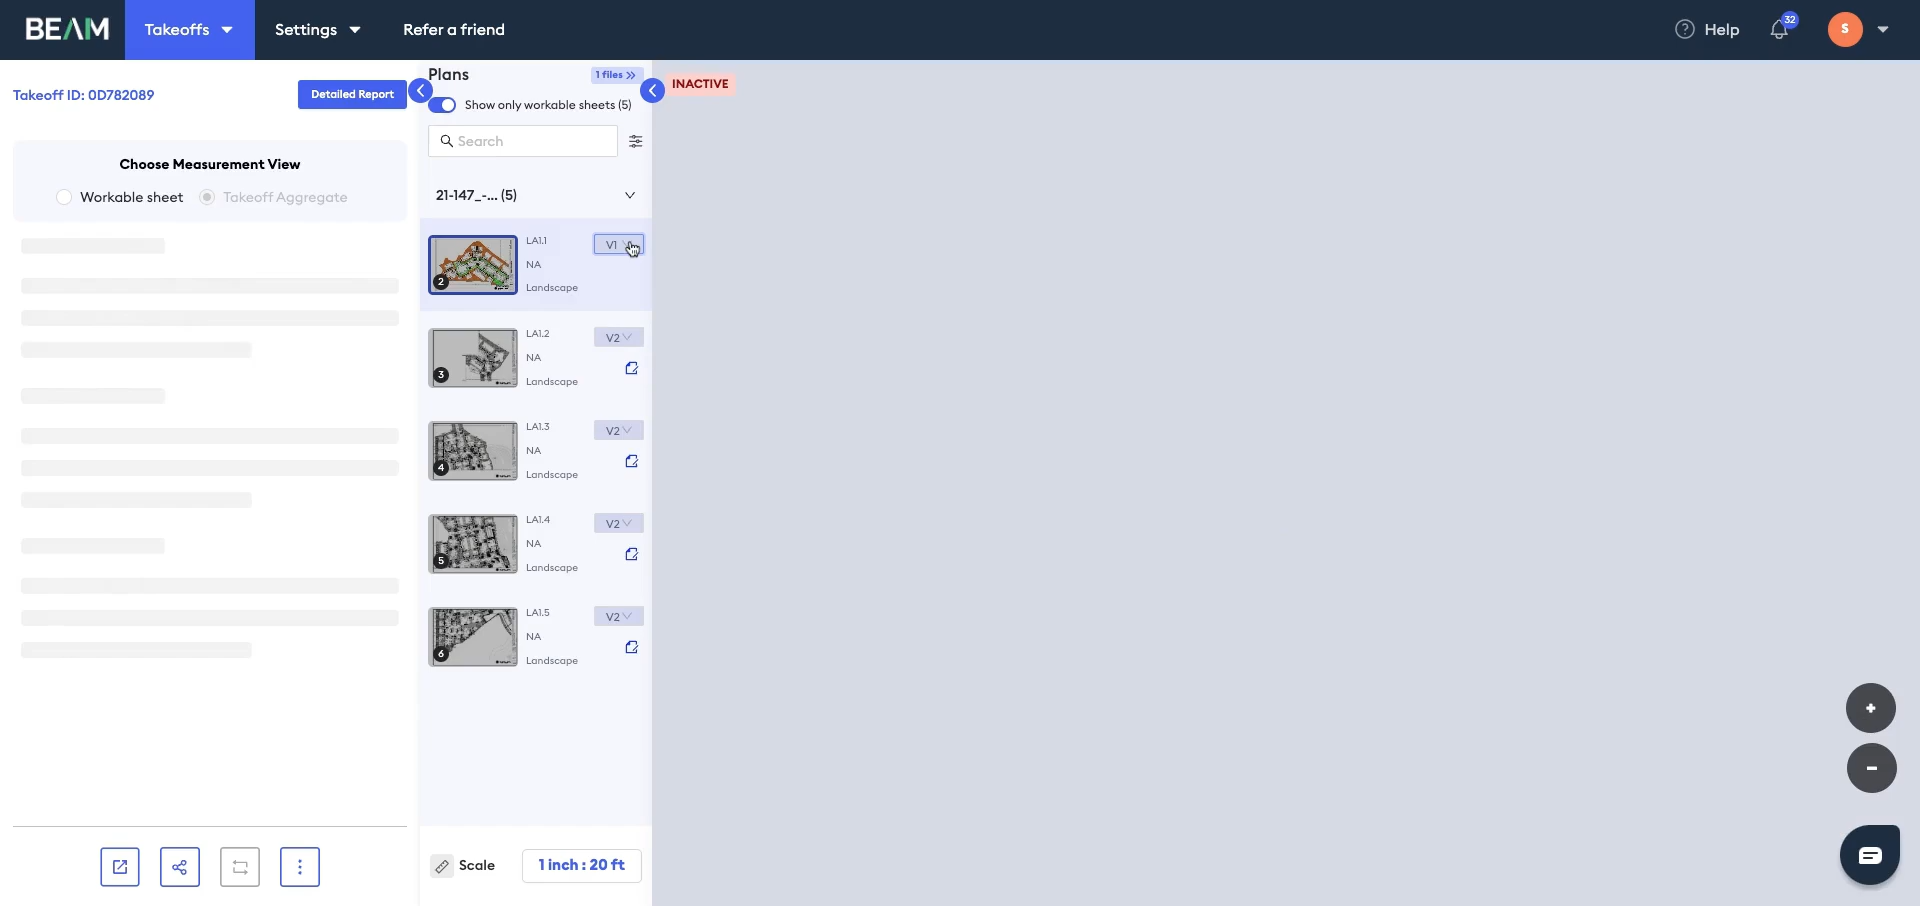 BEAM
Takeoffs
Settings
Refer a friend
Help
32
S
Takeoff ID: 0D782089
Detailed Report
Choose Measurement View
Workable sheet
Takeoff Aggregate
Plans
1 files
Show only workable sheets (5)
Search
21-147_-... (5)
LA1.1
V1
NA
Landscape
2
LA1.2
V2
NA
Landscape
3
LA1.3
V2
NA
Landscape
4
LA1.4
V2
NA
Landscape
5
LA1.5
V2
NA
Landscape
6
Scale
1 inch : 20 ft
INACTIVE